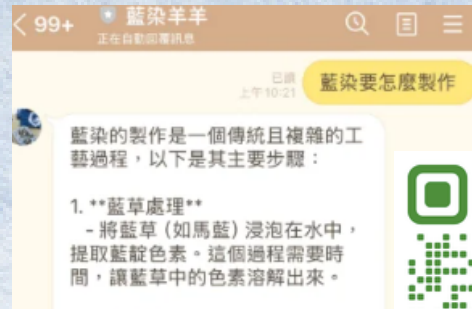 99+ 藍染羊羊
正在自動回覆訊息
已讀
上午10:21
藍染要怎麼製作
藍染的製作是一個傳統且複雜的工
藝過程，以下是其主要步驟：
1. **藍草處理**
- 將藍草 (如馬藍) 浸泡在水中，
提取藍靛色素。這個過程需要時
間，讓藍草中的色素溶解出來。